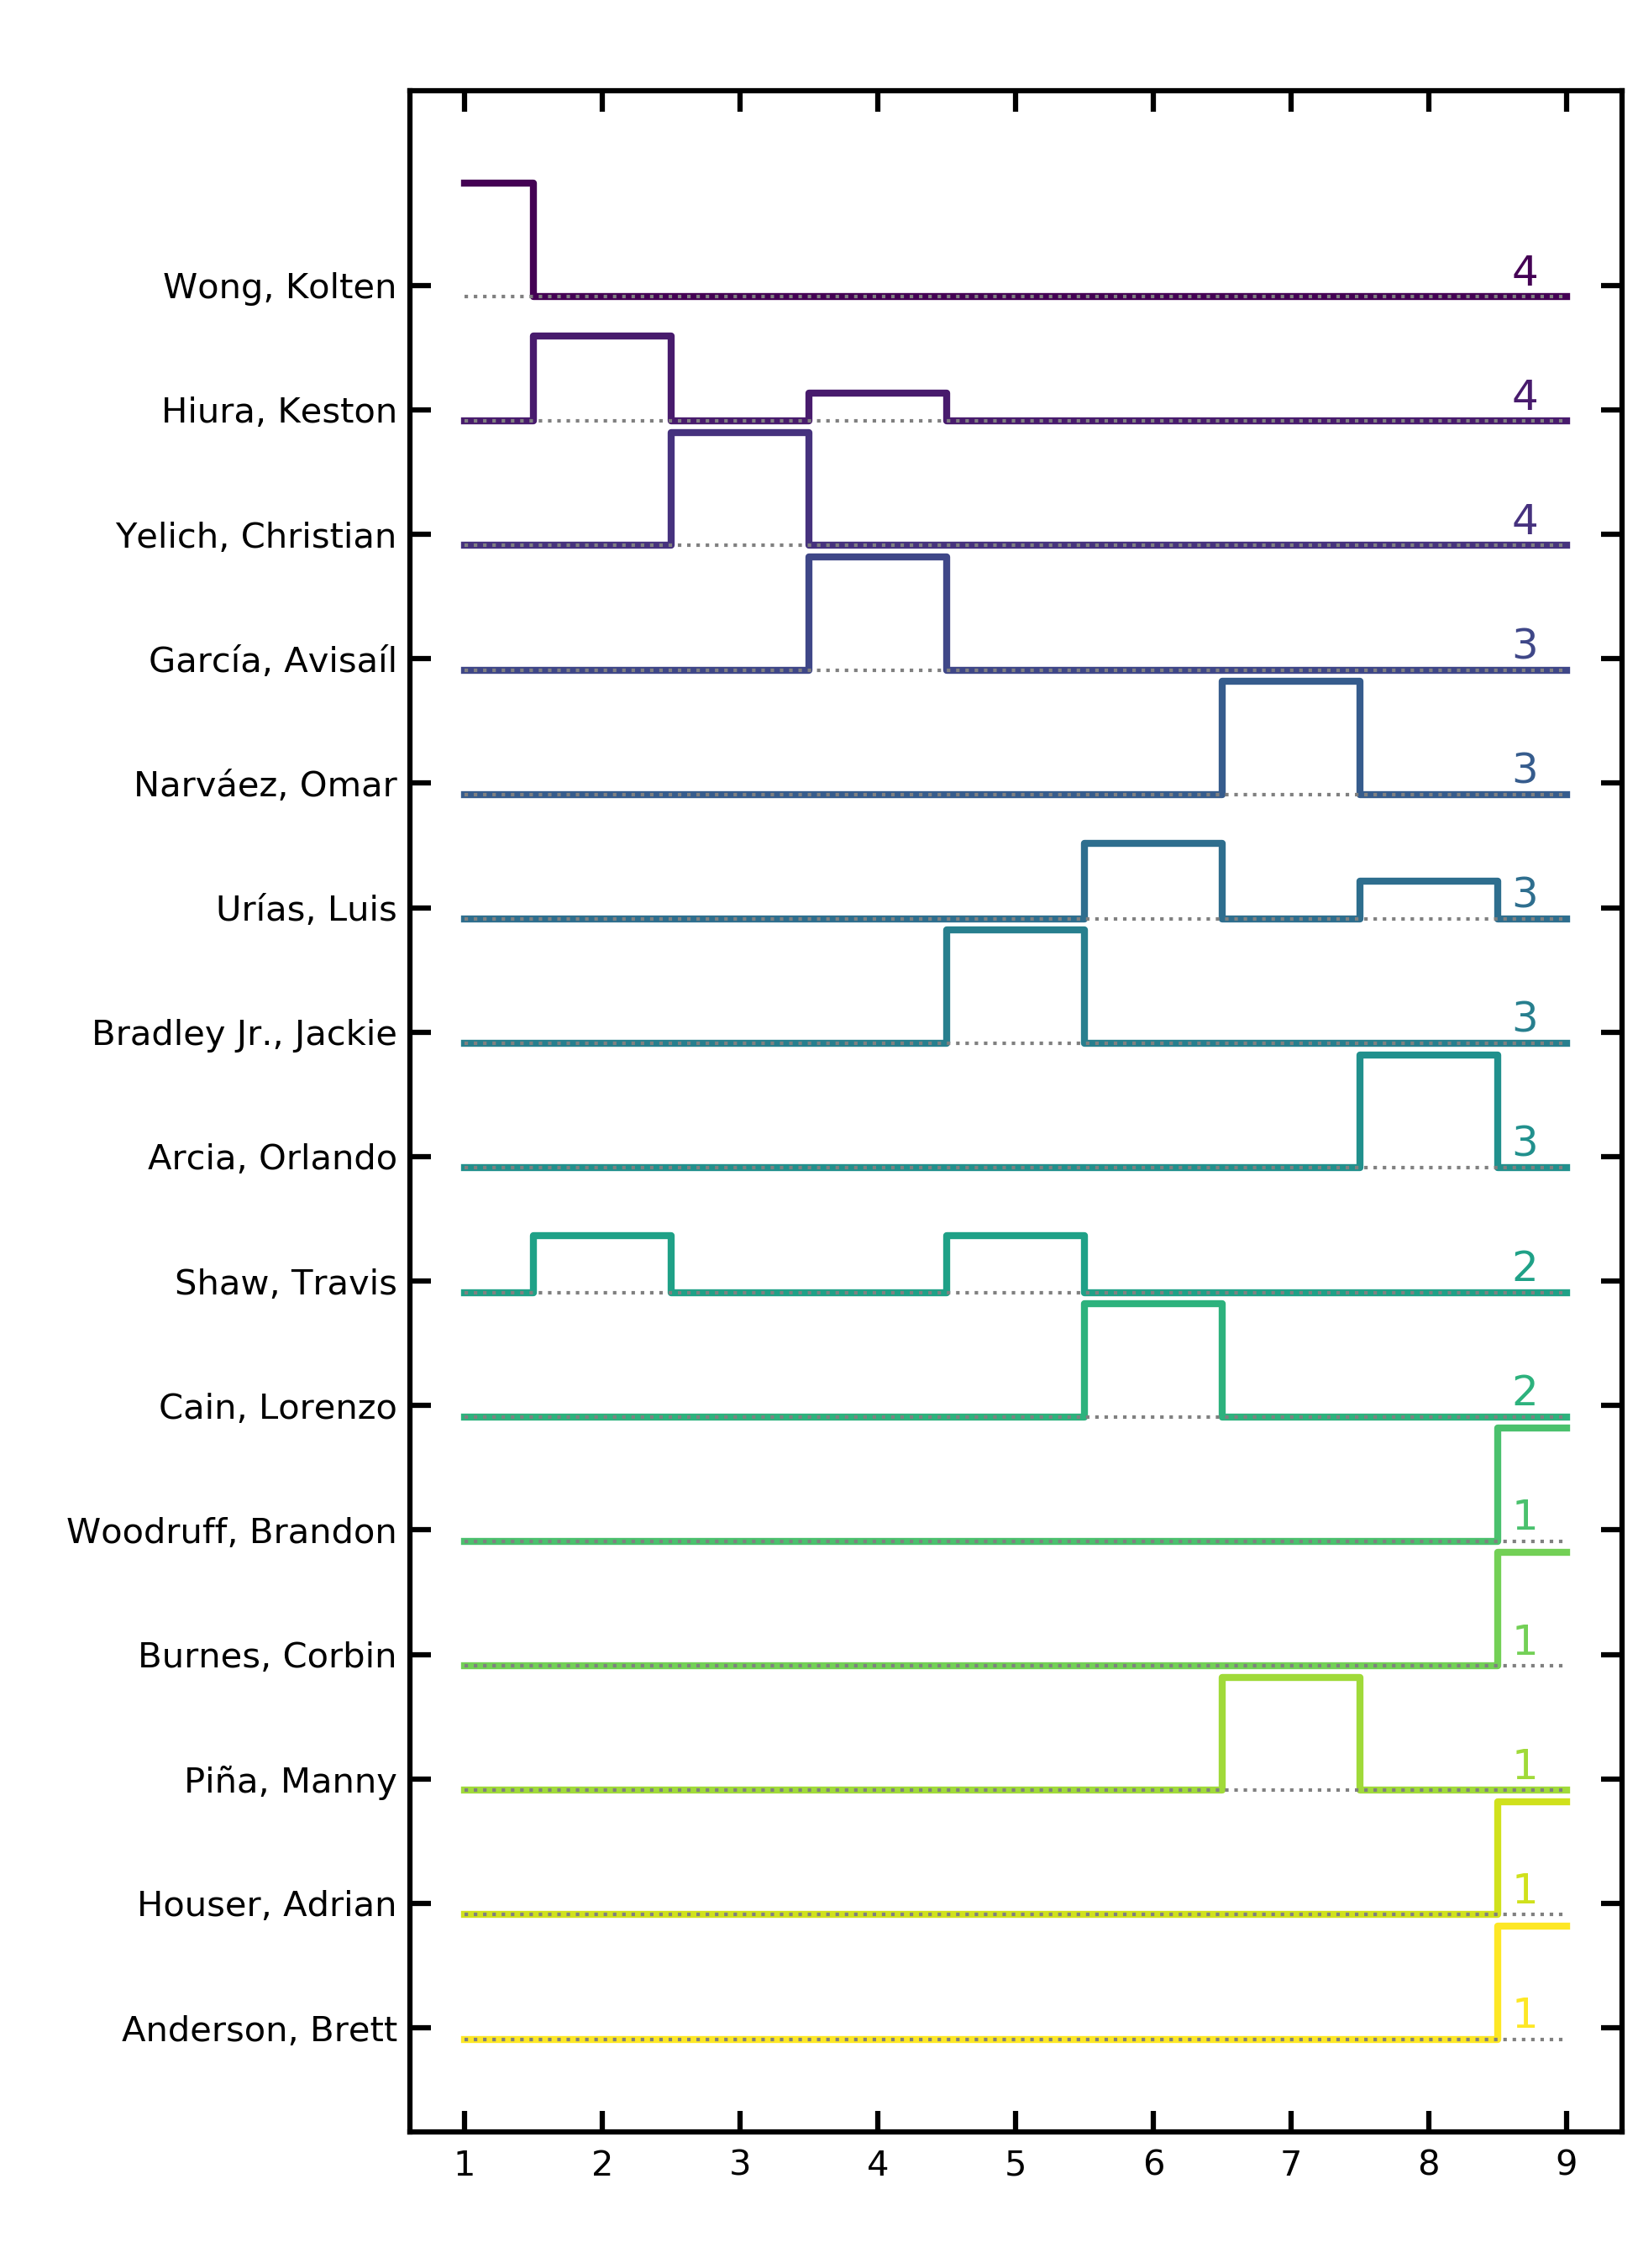 Wong, Kolten 4
Hiura, Keston 4
Yelich, Christian 4
García, Avisaíl 3
Narváez, Omar 3
Urías, Luis 3
Bradley Jr., Jackie 3
Arcia, Orlando 3
Shaw, Travis 2
Cain, Lorenzo 2
Woodruff, Brandon 1
Burnes, Corbin 1
Piña, Manny 1
Houser, Adrian 1
Anderson, Brett 1
1 2 3 4 5 6 7 8 9